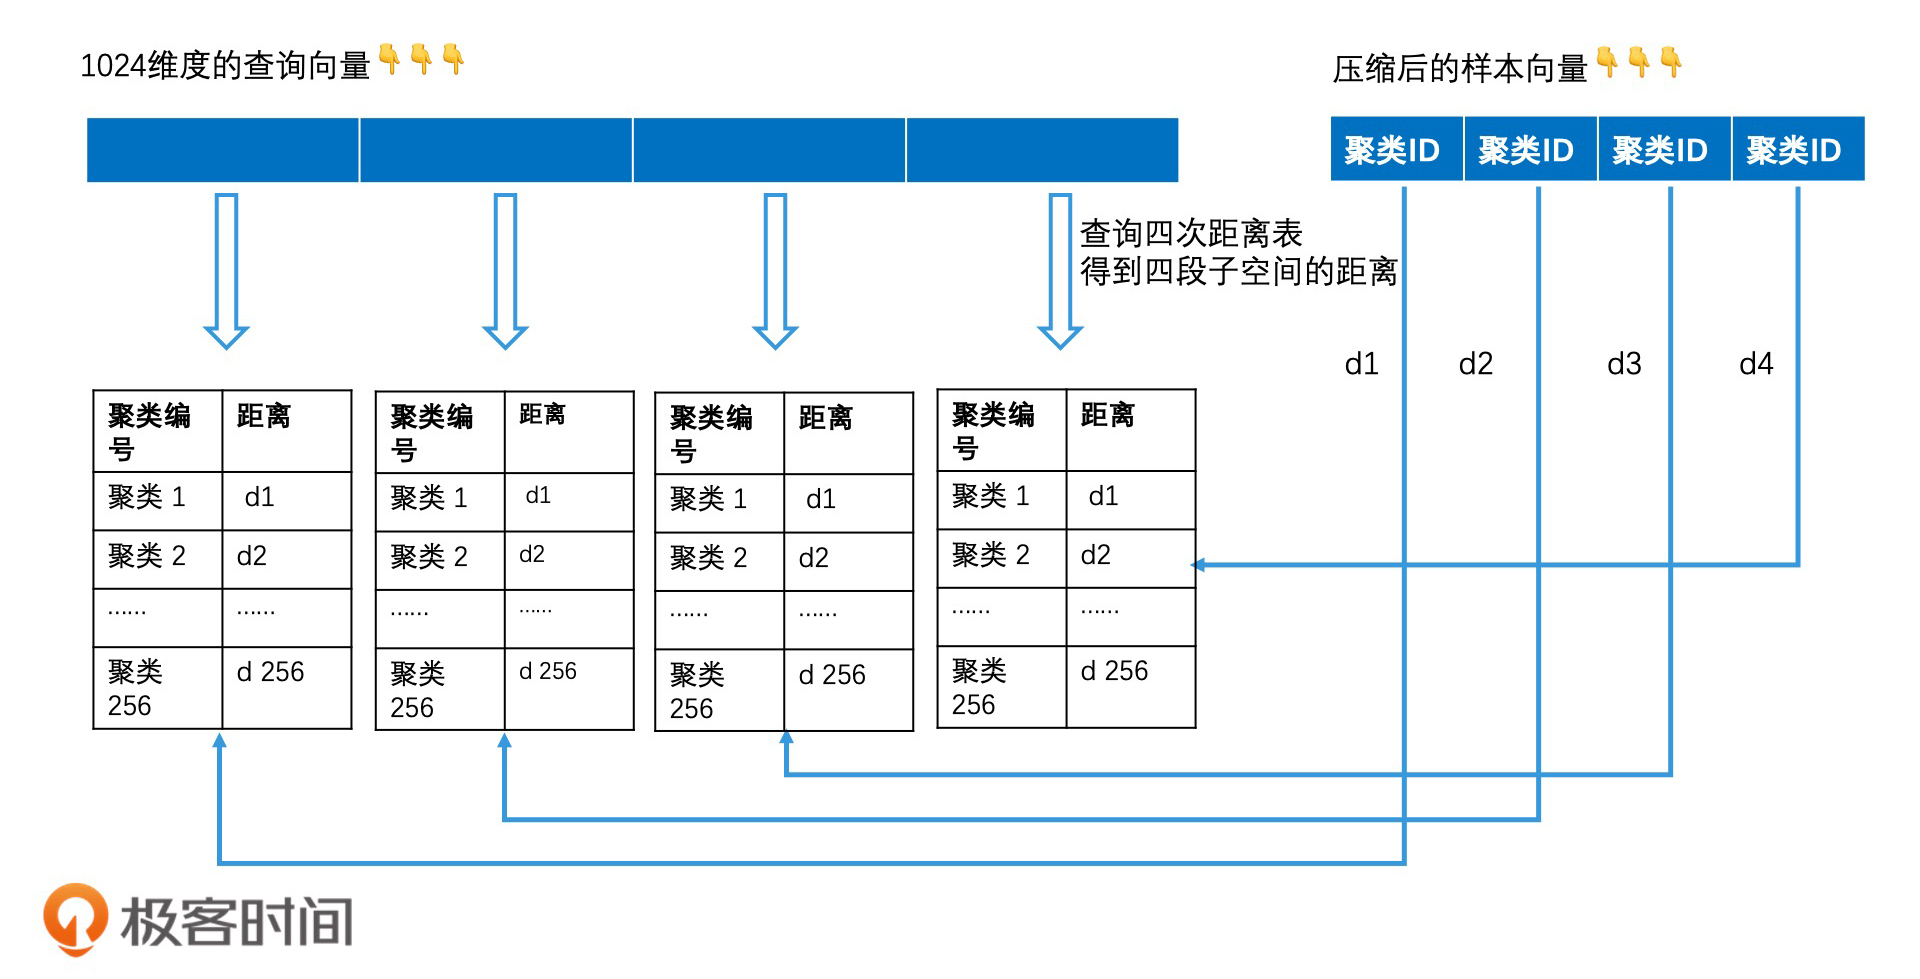 1024维度的查询向量👇👇👇
压缩后的样本向量👇👇👇
聚类ID
聚类ID
聚类ID
聚类ID
查询四次距离表
得到四段子空间的距离
d1
d2
d3
d4
聚类编
号
距离
聚类 1
d1
聚类 2
d2
......
......
聚类
256
d 256
聚类编
号
距离
聚类 1
d1
聚类 2
d2
......
......
聚类
256
d 256
聚类编
号
距离
聚类 1
d1
聚类 2
d2
......
......
聚类
256
d 256
聚类编
号
距离
聚类 1
d1
聚类 2
d2
......
......
聚类
256
d 256
极客时间